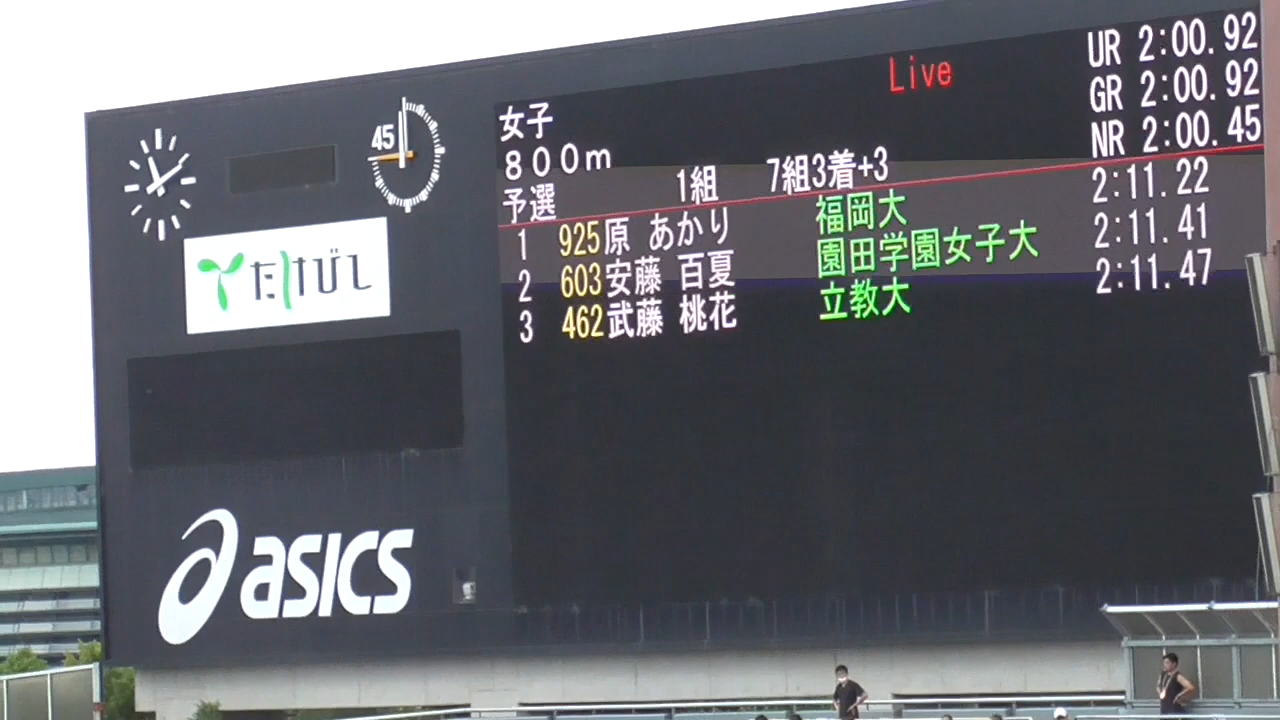 Live
UR 2:00.92
GR 2:00.92
NR 2:00.45
女子
800m
予選 1組 7組3着+3
1 925 原 あかり 福岡大 2:11.22
2 603 安藤 百夏 園田学園女子大 2:11.41
3 462 武藤 桃花 立教大 2:11.47
45
たけびし
asics